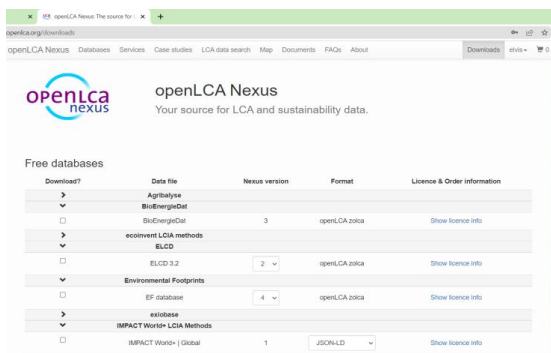 openLCA Nexus The source for L
openlca.org/downloads
openLCA Nexus Databases Services Case studies LCA data search Map Documents FAQs About Downloads elvis 0
openLca
nexus
openLCA Nexus
Your source for LCA and sustainability data.
Free databases
Download? Data file Nexus version Format Licence & Order information
Agribalyse
BioEnergieDat
BioEnergieDat 3 openLCA zolca Show licence info
ecoinvent LCIA methods
ELCD
ELCD 3.2 2 openLCA zolca Show licence info
Environmental Footprints
EF database 4 openLCA zolca Show licence info
exiobase
IMPACT World+ LCIA Methods
IMPACT World+ | Global 1 JSON-LD Show licence info